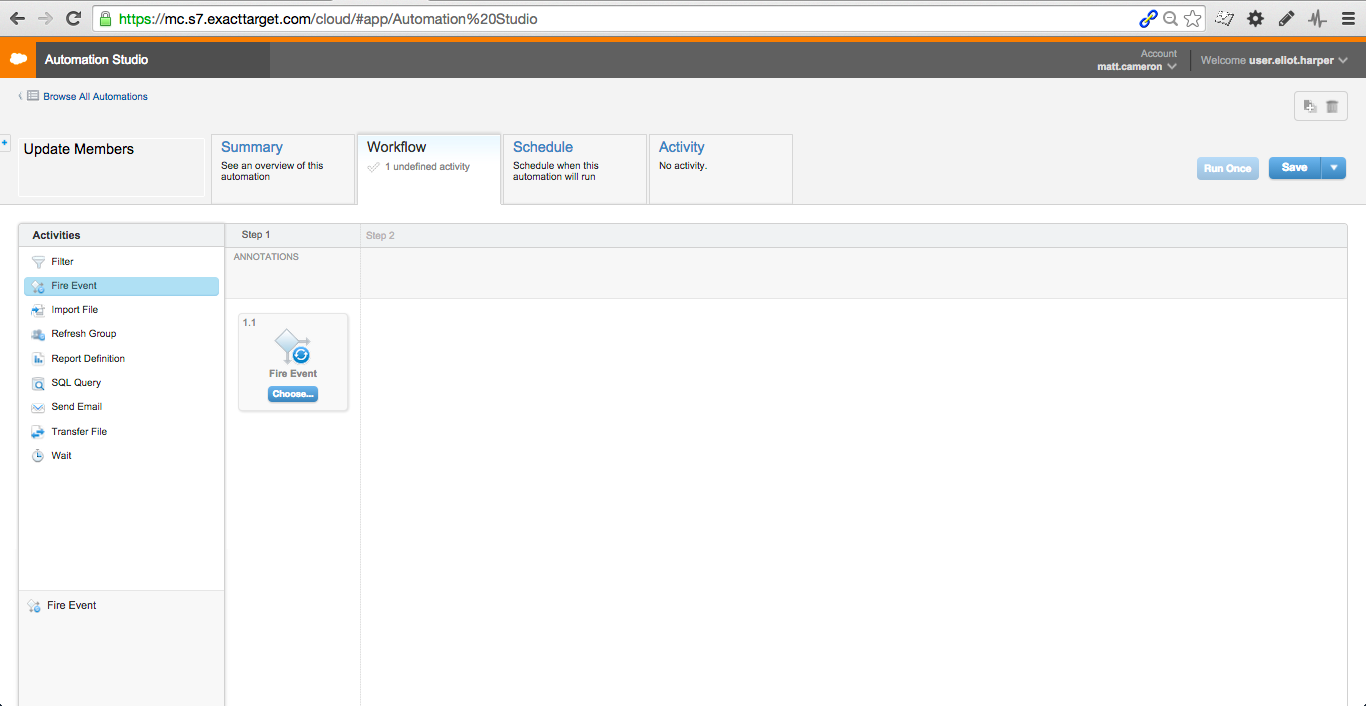 https://mc.s7.exacttarget.com/cloud/#app/Automation%20Studio
Automation Studio
Account
matt.cameron
Welcome user.eliot.harper
Browse All Automations
Update Members
Summary
See an overview of this
automation
Workflow
1 undefined activity
Schedule
Schedule when this
automation will run
Activity
No activity.
Run Once
Save
Activities
Step 1
Step 2
Filter
ANNOTATIONS
Fire Event
Import File
Refresh Group
Report Definition
SQL Query
Send Email
Transfer File
Wait
1.1
Fire Event
Choose...
Fire Event